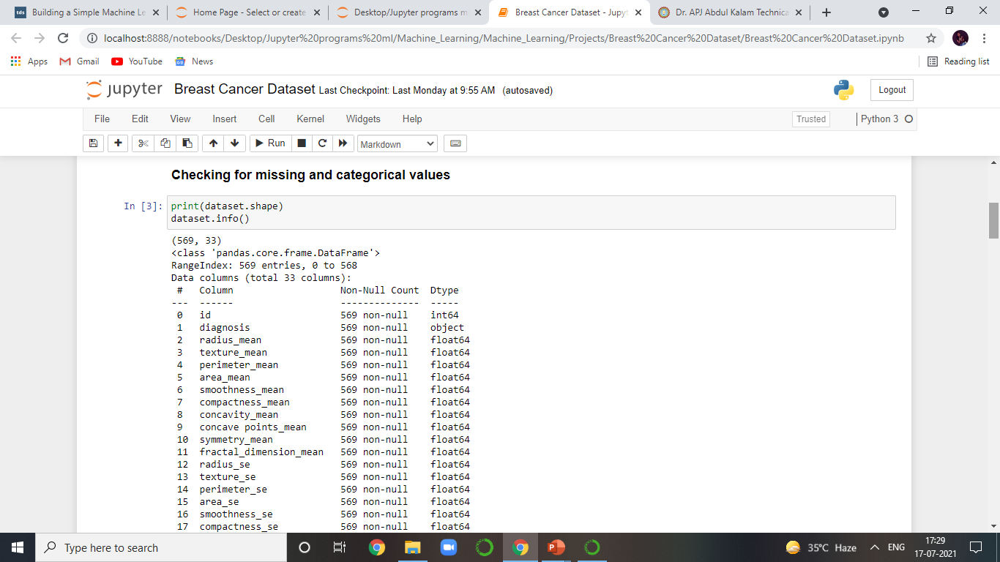 Building a Simple Machine Le
Home Page - Select or create
Desktop/Jupyter programs m
Breast Cancer Dataset - Jupyt
Dr. APJ Abdul Kalam Technica
localhost:8888/notebooks/Desktop/Jupyter%20programs%20ml/Machine_Learning/Machine_Learning/Projects/Breast%20Cancer%20Dataset/Breast%20Cancer%20Dataset.ipynb
Apps Gmail YouTube News Reading list
jupyter Breast Cancer Dataset Last Checkpoint: Last Monday at 9:55 AM (autosaved) Logout
File Edit View Insert Cell Kernel Widgets Help Trusted Python 3
Run Markdown
Checking for missing and categorical values
In [3]: print(dataset.shape)
dataset.info()
(569, 33)
<class 'pandas.core.frame.DataFrame'>
RangeIndex: 569 entries, 0 to 568
Data columns (total 33 columns):
# Column Non-Null Count Dtype
--- ------ -------------- -----
0 id 569 non-null int64
1 diagnosis 569 non-null object
2 radius_mean 569 non-null float64
3 texture_mean 569 non-null float64
4 perimeter_mean 569 non-null float64
5 area_mean 569 non-null float64
6 smoothness_mean 569 non-null float64
7 compactness_mean 569 non-null float64
8 concavity_mean 569 non-null float64
9 concave points_mean 569 non-null float64
10 symmetry_mean 569 non-null float64
11 fractal_dimension_mean 569 non-null float64
12 radius_se 569 non-null float64
13 texture_se 569 non-null float64
14 perimeter_se 569 non-null float64
15 area_se 569 non-null float64
16 smoothness_se 569 non-null float64
17 compactness_se 569 non-null float64
Type here to search
35°C Haze ENG
17:29
17-07-2021